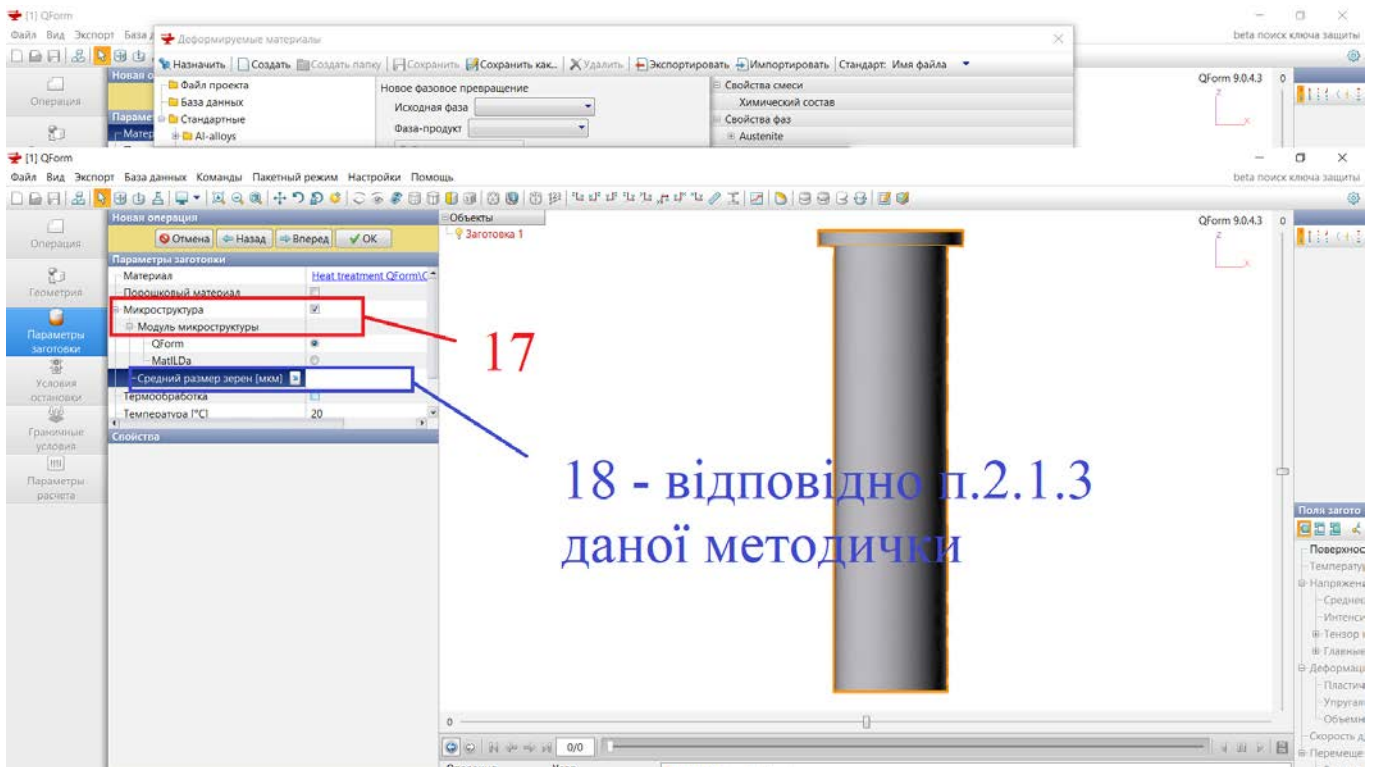 [1] QForm
Файл Вид Экспорт База
Деформируемые материалы
beta поиск ключа защиты
Назначить Создать Создать папку Сохранить Сохранить как... Удалить Экспортировать Импортировать Стандарт: Имя файла
Новая о
Операция
Файл проекта
База данных
Стандартные
Al-alloys
Новое фазовое превращение
Исходная фаза
Фаза-продукт
Свойства смеси
Химический состав
Свойства фаз
Austenite
QForm 9.0.4.3
0
z
x
Параме
Матер
[1] QForm
Файл Вид Экспорт База данных Команды Пакетный режим Настройки Помощь
beta поиск ключа защиты
Операция
Геометрия
Параметры
заготовки
Условия
остановки
Граничные
условия
Параметры
расчета
Новая операция
Отмена Назад Вперед OK
Параметры заготовки
Материал Heat treatment QForm\C
Порошковый материал
Микроструктура
Модуль микроструктуры
QForm
MatILDa
Средний размер зерен [мкм]
Термообработка
Температура [°C] 20
Свойства
Объекты
Заготовка 1
QForm 9.0.4.3
0
z
x
17
18 - відповідно п.2.1.3
даної методички
0
0/0
Поля загото
Поверхнос
Температу
Напряжени
Среднее
Интенси
Тензор
Главные
Деформаци
Пластич
Упругая
Объемн
Скорость д
Перемеще